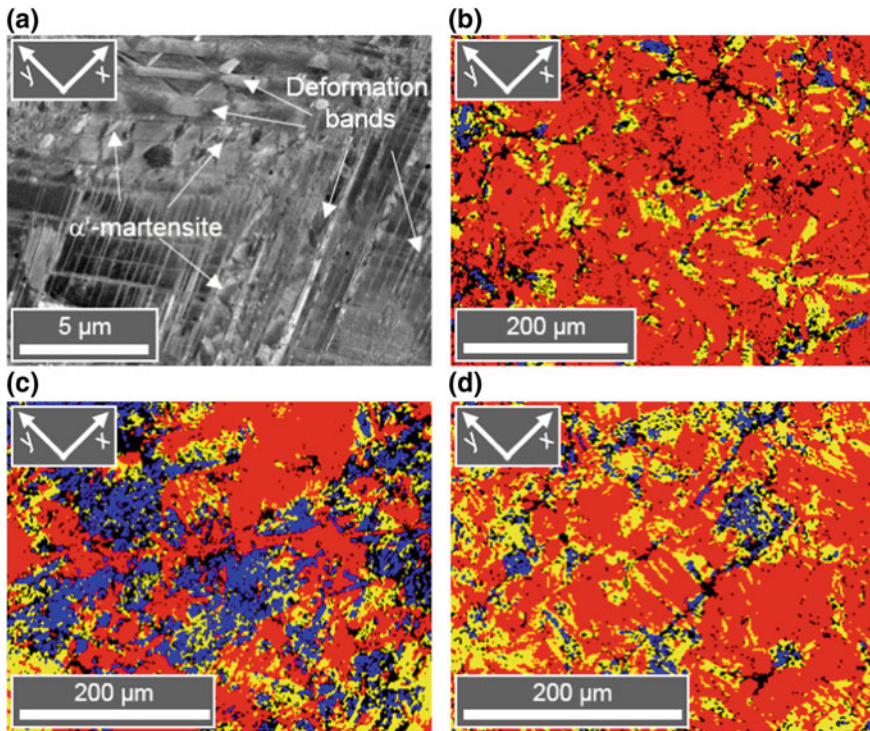 (a)
y x
Deformation
bands
α'-martensite
5 µm
(b)
y x
200 µm
(c)
y x
200 µm
(d)
y x
200 µm